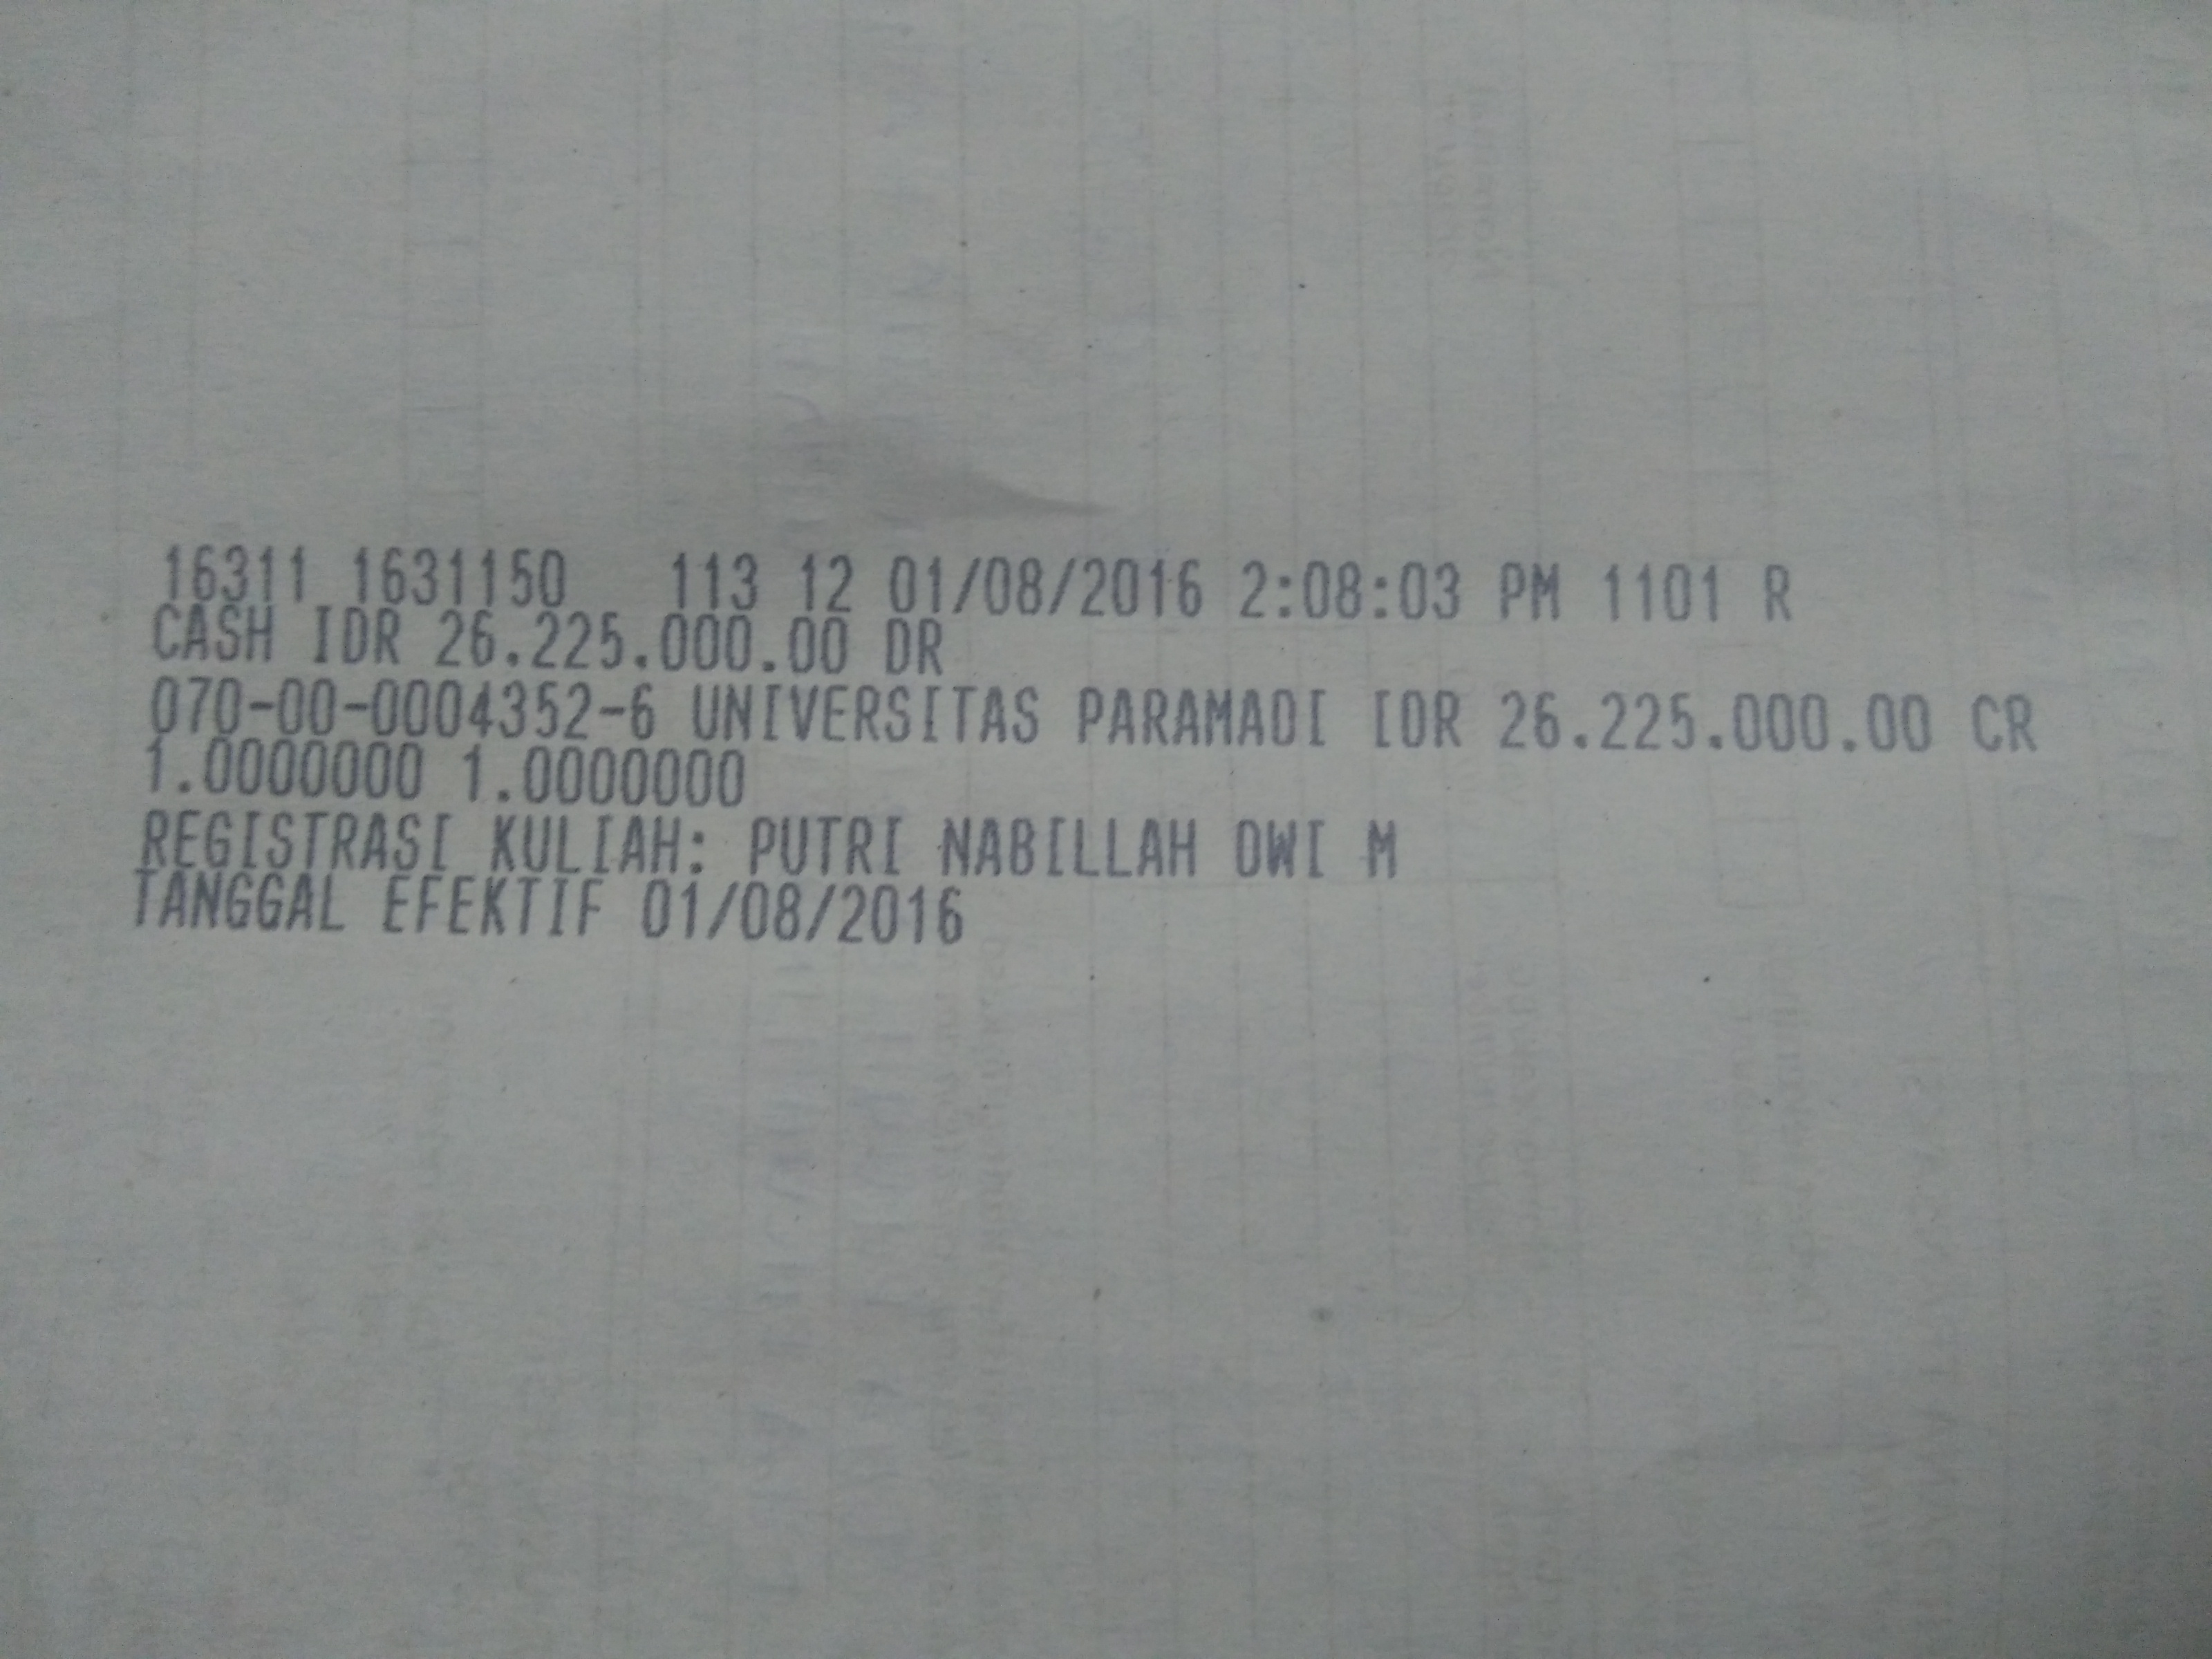 16311 1631150 113 12 01/08/2016 2:08:03 PM 1101 R
CASH IDR 26.225.000.00 DR
070-00-0004352-6 UNIVERSITAS PARAMADI IDR 26.225.000.00 CR
1.0000000 1.0000000
REGISTRASI KULIAH: PUTRI NABILLAH DWI M
TANGGAL EFEKTIF 01/08/2016